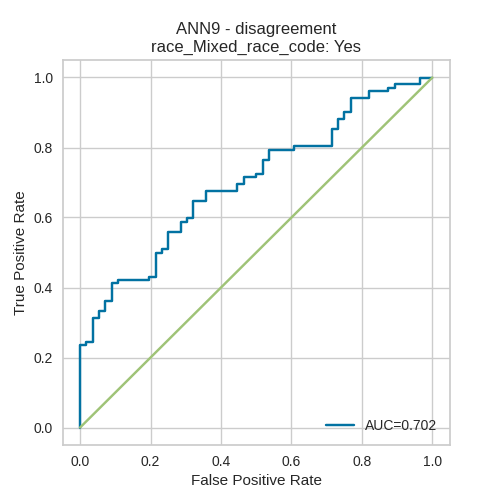 ANN9 - disagreement
race_Mixed_race_code: Yes
True Positive Rate
1.0
0.8
0.6
0.4
0.2
0.0
AUC=0.702
0.0 0.2 0.4 0.6 0.8 1.0
False Positive Rate